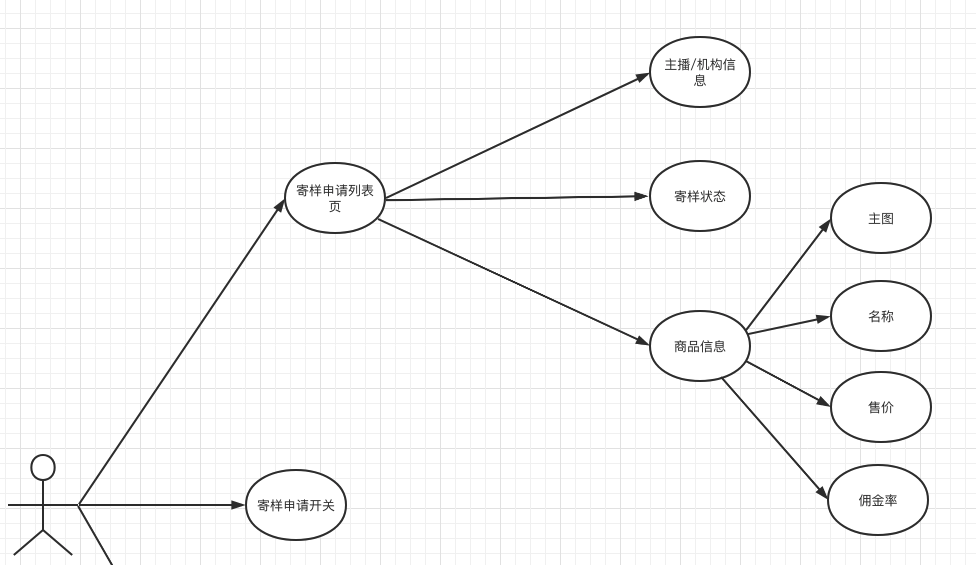 主播/机构信
息
寄样申请列表
页
寄样状态
主图
名称
商品信息
售价
佣金率
寄样申请开关